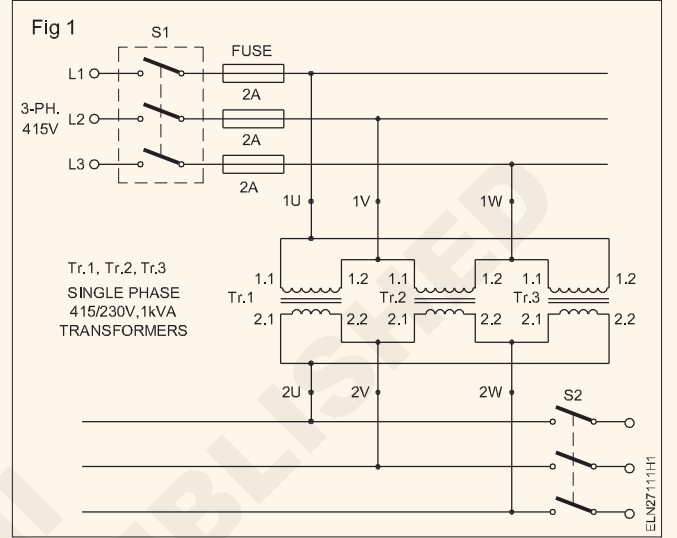 Fig 1
S1
FUSE
L1
2A
3-PH.
415V
L2
2A
L3
2A
1U 1V 1W
Tr.1, Tr.2, Tr.3
SINGLE PHASE
415/230V,1kVA
TRANSFORMERS
1.1 1.2 1.1 1.2 1.1 1.2
Tr.1 Tr.2 Tr.3
2.1 2.2 2.1 2.2 2.1 2.2
2U 2V 2W
S2
ELN27111H1
BLISHED